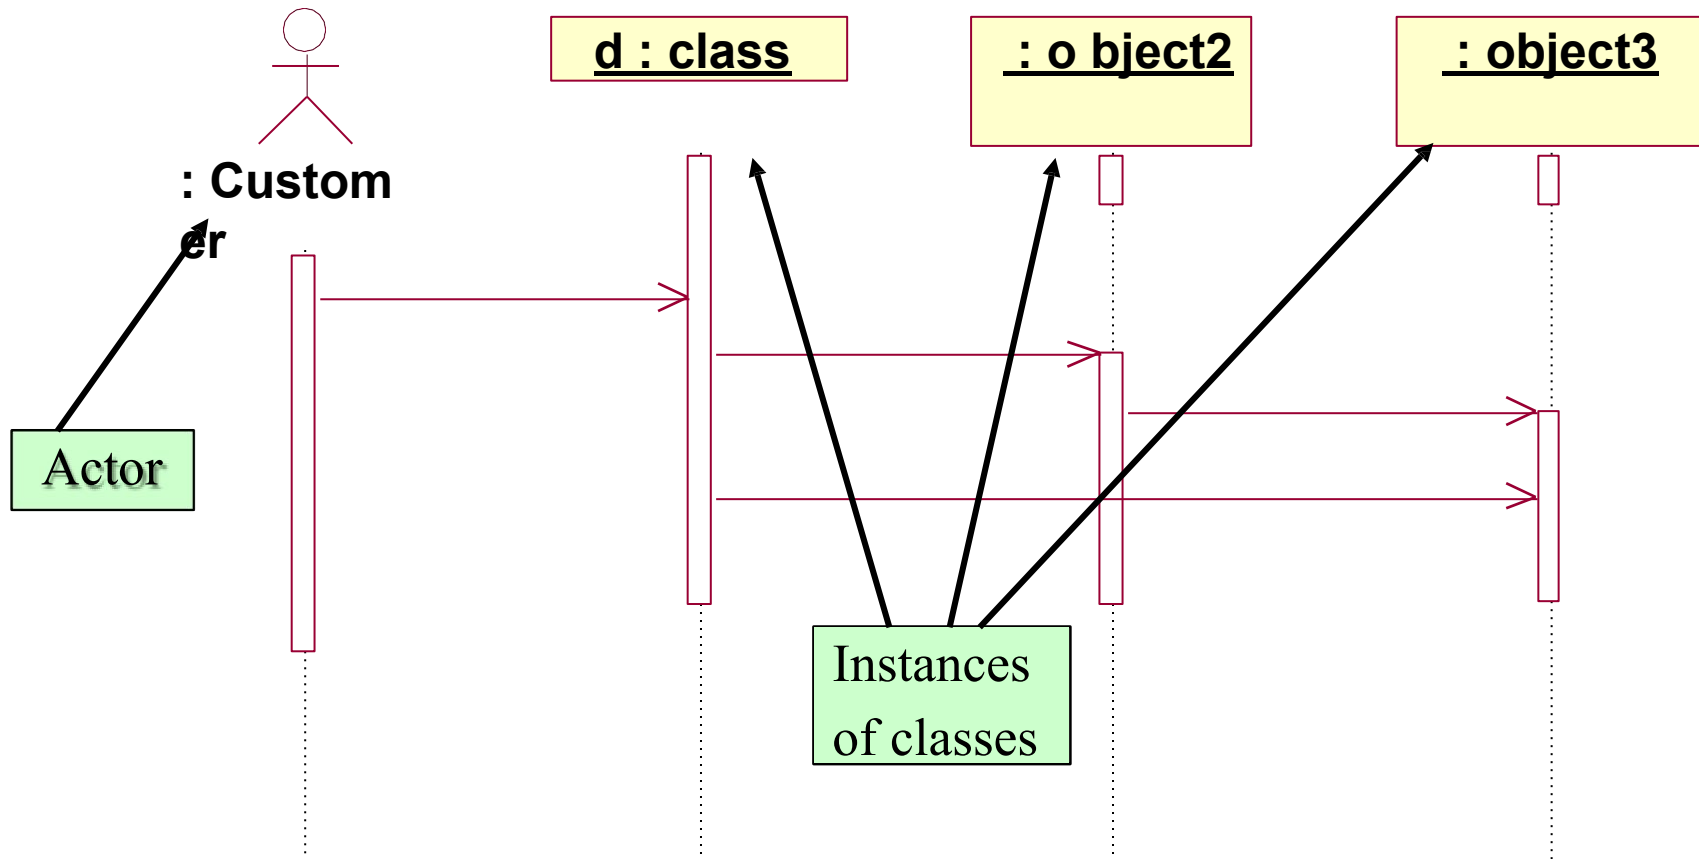 d : class
: o bject2
: object3
: Custom
er
Actor
Instances
of classes